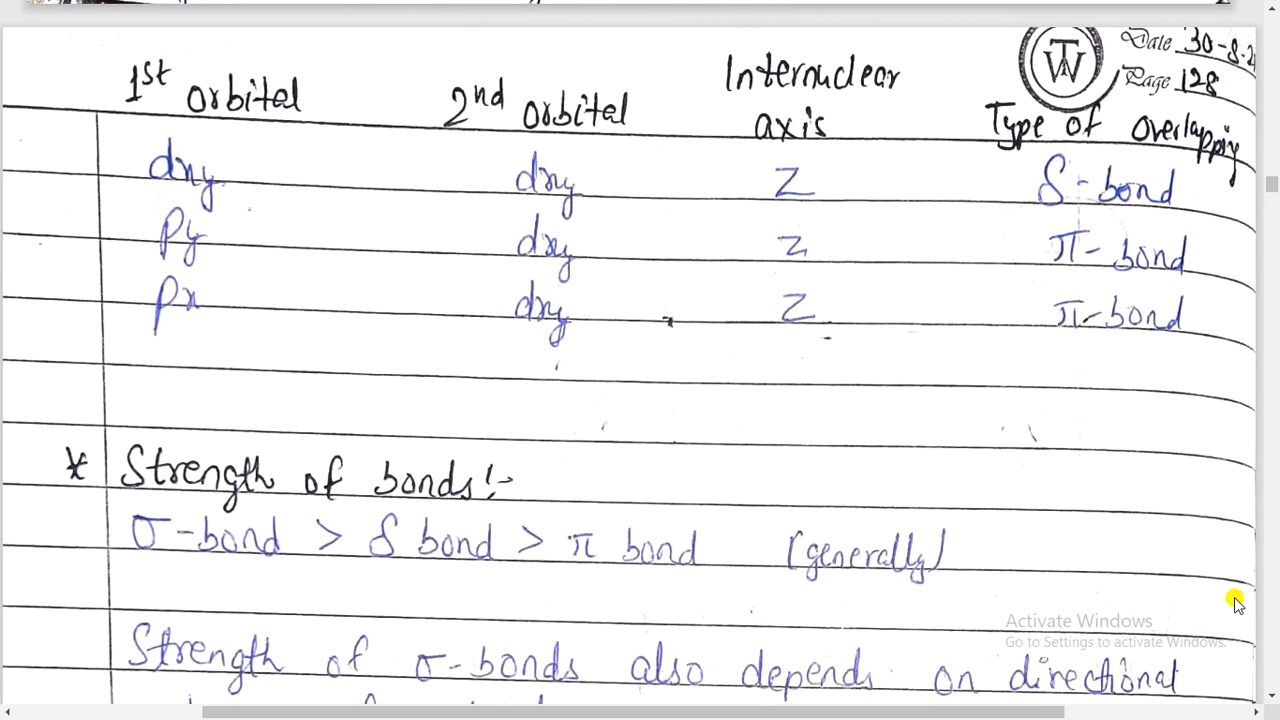 Date 30-8-2
Page 128
TW
1st orbital 2nd orbital Internuclear axis Type of overlapping
dxy dxy Z δ-bond
Py dxy Z π-bond
Px dxy Z π-bond
* Strength of bonds:-
σ-bond > δ bond > π bond (generally)
Activate Windows
Go to Settings to activate Windows.
Strength of σ-bonds also depends on directional